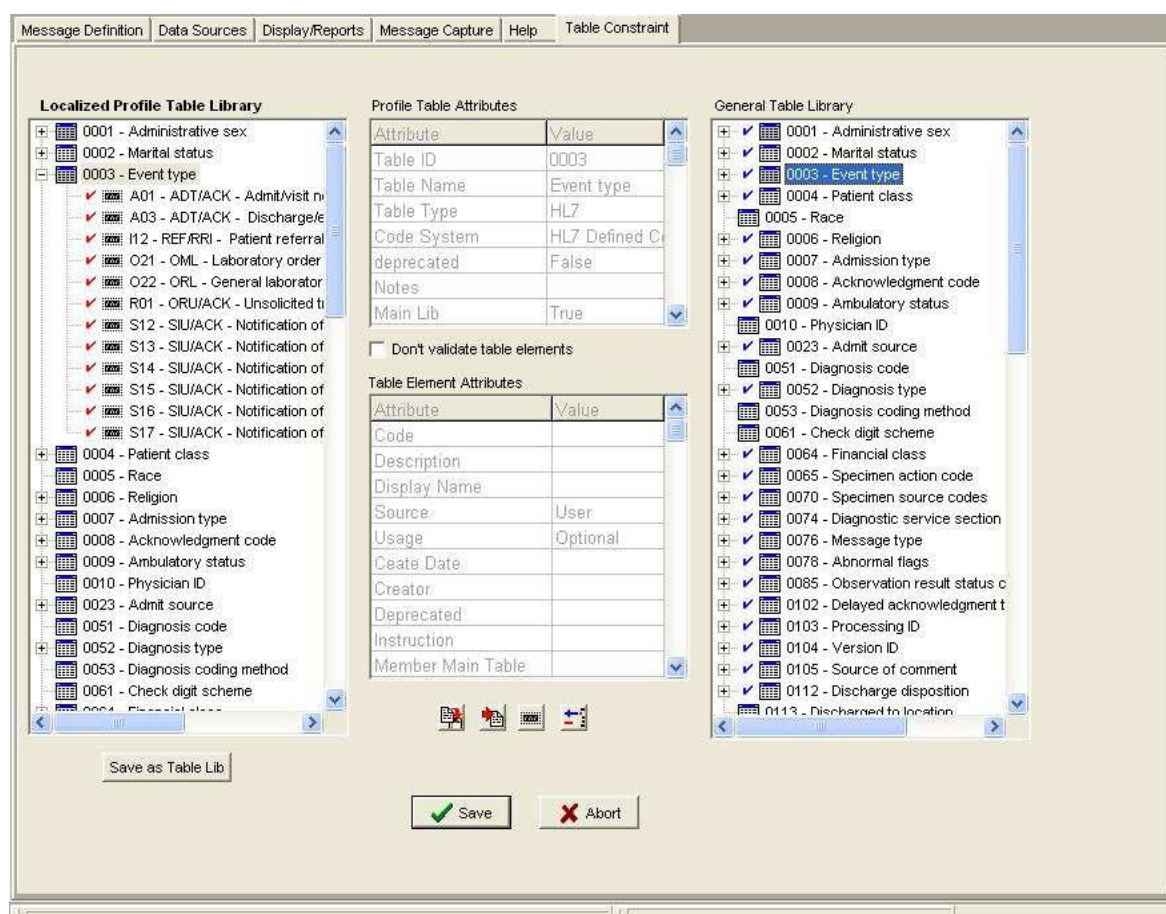 Message Definition Data Sources Display/Reports Message Capture Help Table Constraint
Localized Profile Table Library
0001 - Administrative sex
0002 - Marital status
0003 - Event type
A01 - ADT/ACK - Admit/visit n
A03 - ADT/ACK - Discharge/e
I12 - REF/RRI - Patient referral
O21 - OML - Laboratory order
O22 - ORL - General laborator
R01 - ORU/ACK - Unsolicited t
S12 - SIU/ACK - Notification of
S13 - SIU/ACK - Notification of
S14 - SIU/ACK - Notification of
S15 - SIU/ACK - Notification of
S16 - SIU/ACK - Notification of
S17 - SIU/ACK - Notification of
0004 - Patient class
0005 - Race
0006 - Religion
0007 - Admission type
0008 - Acknowledgment code
0009 - Ambulatory status
0010 - Physician ID
0023 - Admit source
0051 - Diagnosis code
0052 - Diagnosis type
0053 - Diagnosis coding method
0061 - Check digit scheme
Save as Table Lib
Profile Table Attributes
Attribute Value
Table ID 0003
Table Name Event type
Table Type HL7
Code System HL7 Defined C
deprecated False
Notes
Main Lib True
Don't validate table elements
Table Element Attributes
Attribute Value
Code
Description
Display Name
Source User
Usage Optional
Ceate Date
Creator
Deprecated
Instruction
Member Main Table
Save Abort
General Table Library
0001 - Administrative sex
0002 - Marital status
0003 - Event type
0004 - Patient class
0005 - Race
0006 - Religion
0007 - Admission type
0008 - Acknowledgment code
0009 - Ambulatory status
0010 - Physician ID
0023 - Admit source
0051 - Diagnosis code
0052 - Diagnosis type
0053 - Diagnosis coding method
0061 - Check digit scheme
0064 - Financial class
0065 - Specimen action code
0070 - Specimen source codes
0074 - Diagnostic service section
0076 - Message type
0078 - Abnormal flags
0085 - Observation result status c
0102 - Delayed acknowledgment t
0103 - Processing ID
0104 - Version ID
0105 - Source of comment
0112 - Discharge disposition
0113 - Discharged to location